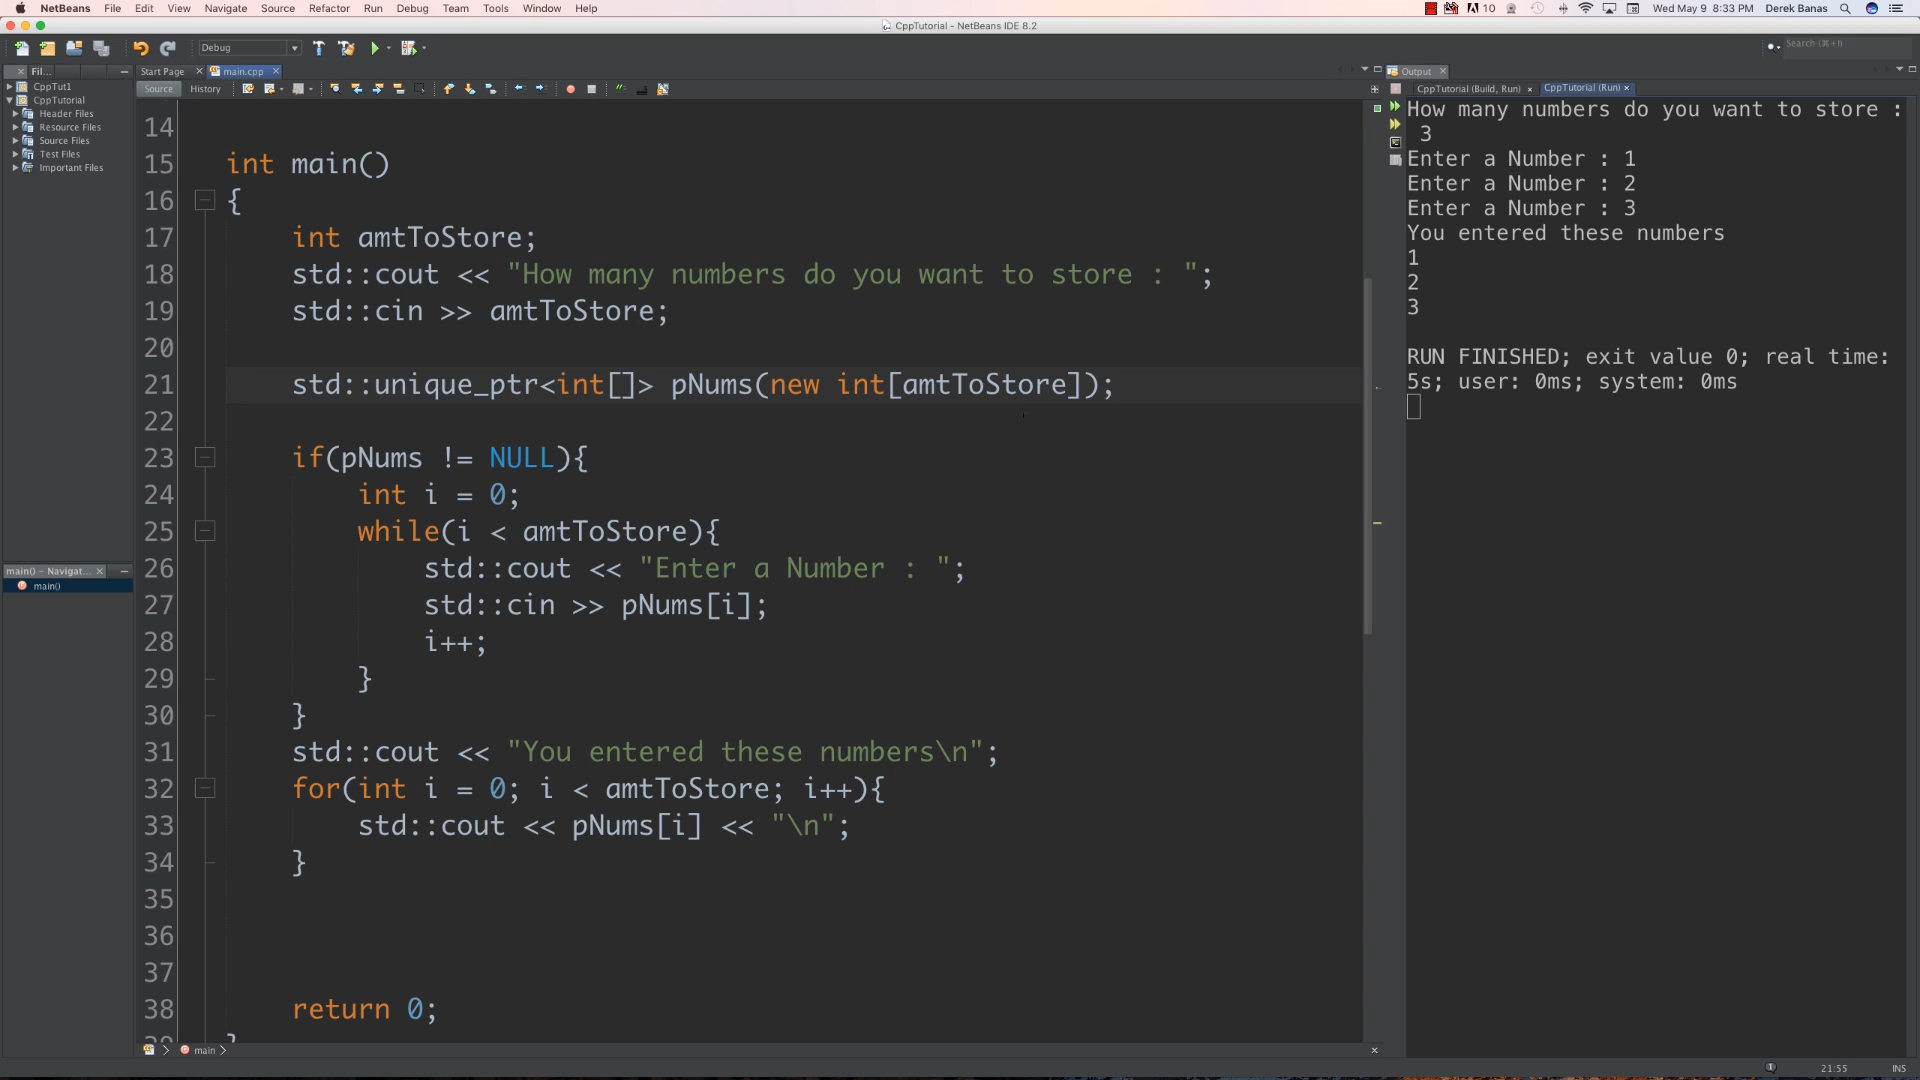 NetBeans File Edit View Navigate Source Refactor Run Debug Team Tools Window Help
10 Wed May 9 8:33 PM Derek Banas
CppTutorial - NetBeans IDE 8.2
Debug
Search (⌘+I)
Fil...
CppTut1
CppTutorial
Header Files
Resource Files
Source Files
Test Files
Important Files
main() - Navigat...
main()
Start Page main.cpp
Source History
14
15 int main()
16 {
17 int amtToStore;
18 std::cout << "How many numbers do you want to store : ";
19 std::cin >> amtToStore;
20
21 std::unique_ptr<int[]> pNums(new int[amtToStore]);
22
23 if(pNums != NULL){
24 int i = 0;
25 while(i < amtToStore){
26 std::cout << "Enter a Number : ";
27 std::cin >> pNums[i];
28 i++;
29 }
30 }
31 std::cout << "You entered these numbers\n";
32 for(int i = 0; i < amtToStore; i++){
33 std::cout << pNums[i] << "\n";
34 }
35
36
37
38 return 0;
main
Output
CppTutorial (Build, Run) CppTutorial (Run)
How many numbers do you want to store :
3
Enter a Number : 1
Enter a Number : 2
Enter a Number : 3
You entered these numbers
1
2
3
RUN FINISHED; exit value 0; real time:
5s; user: 0ms; system: 0ms
21:55 INS